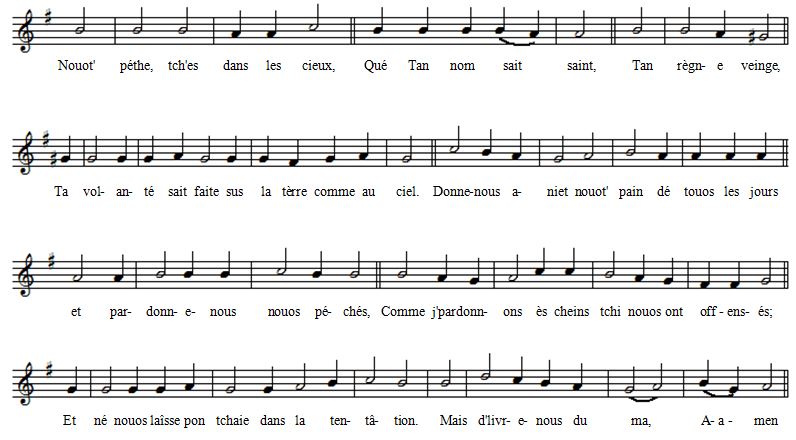 Nouot' péthe, tch'es dans les cieux, Qué Tan nom sait saint, Tan règn- e veinge,
Ta vol- an- té sait faite sus la tèrre comme au ciel. Donne-nous a- niet nouot' pain dé touos les jours
et par- donn- e- nous nouos pé- chés, Comme j'pardonn- ons ès cheins tchi nouos ont off - ens- és;
Et né nouos laîsse pon tchaie dans la ten- tâ- tion. Mais d'livr- e- nous du ma, A- a - men